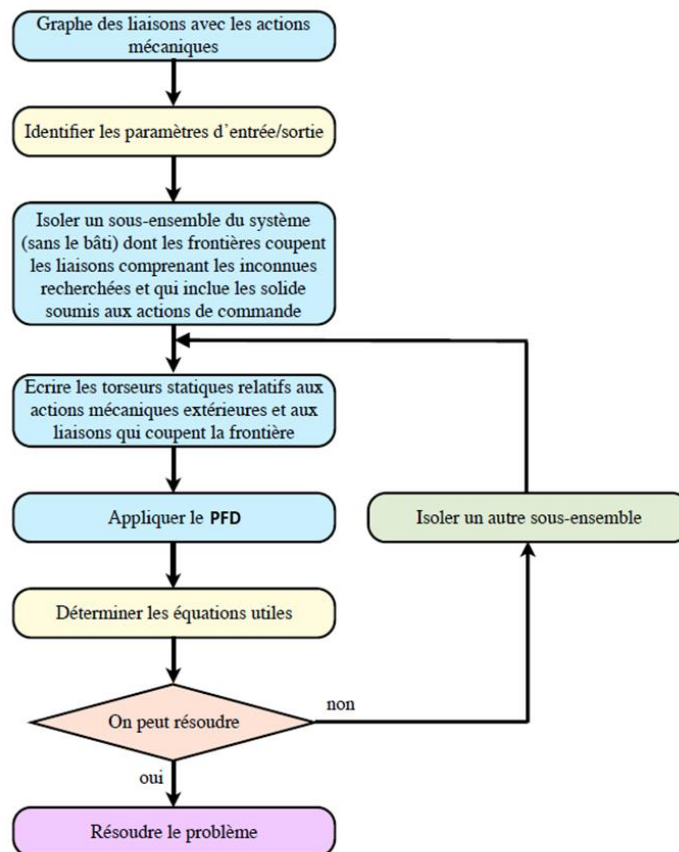 Graphe des liaisons avec les actions
mécaniques
Identifier les paramètres d'entrée/sortie
Isoler un sous-ensemble du système
(sans le bâti) dont les frontières coupent
les liaisons comprenant les inconnues
recherchées et qui inclue les solide
soumis aux actions de commande
Ecrire les torseurs statiques relatifs aux
actions mécaniques extérieures et aux
liaisons qui coupent la frontière
Appliquer le PFD
Isoler un autre sous-ensemble
Déterminer les équations utiles
On peut résoudre
non
oui
Résoudre le problème